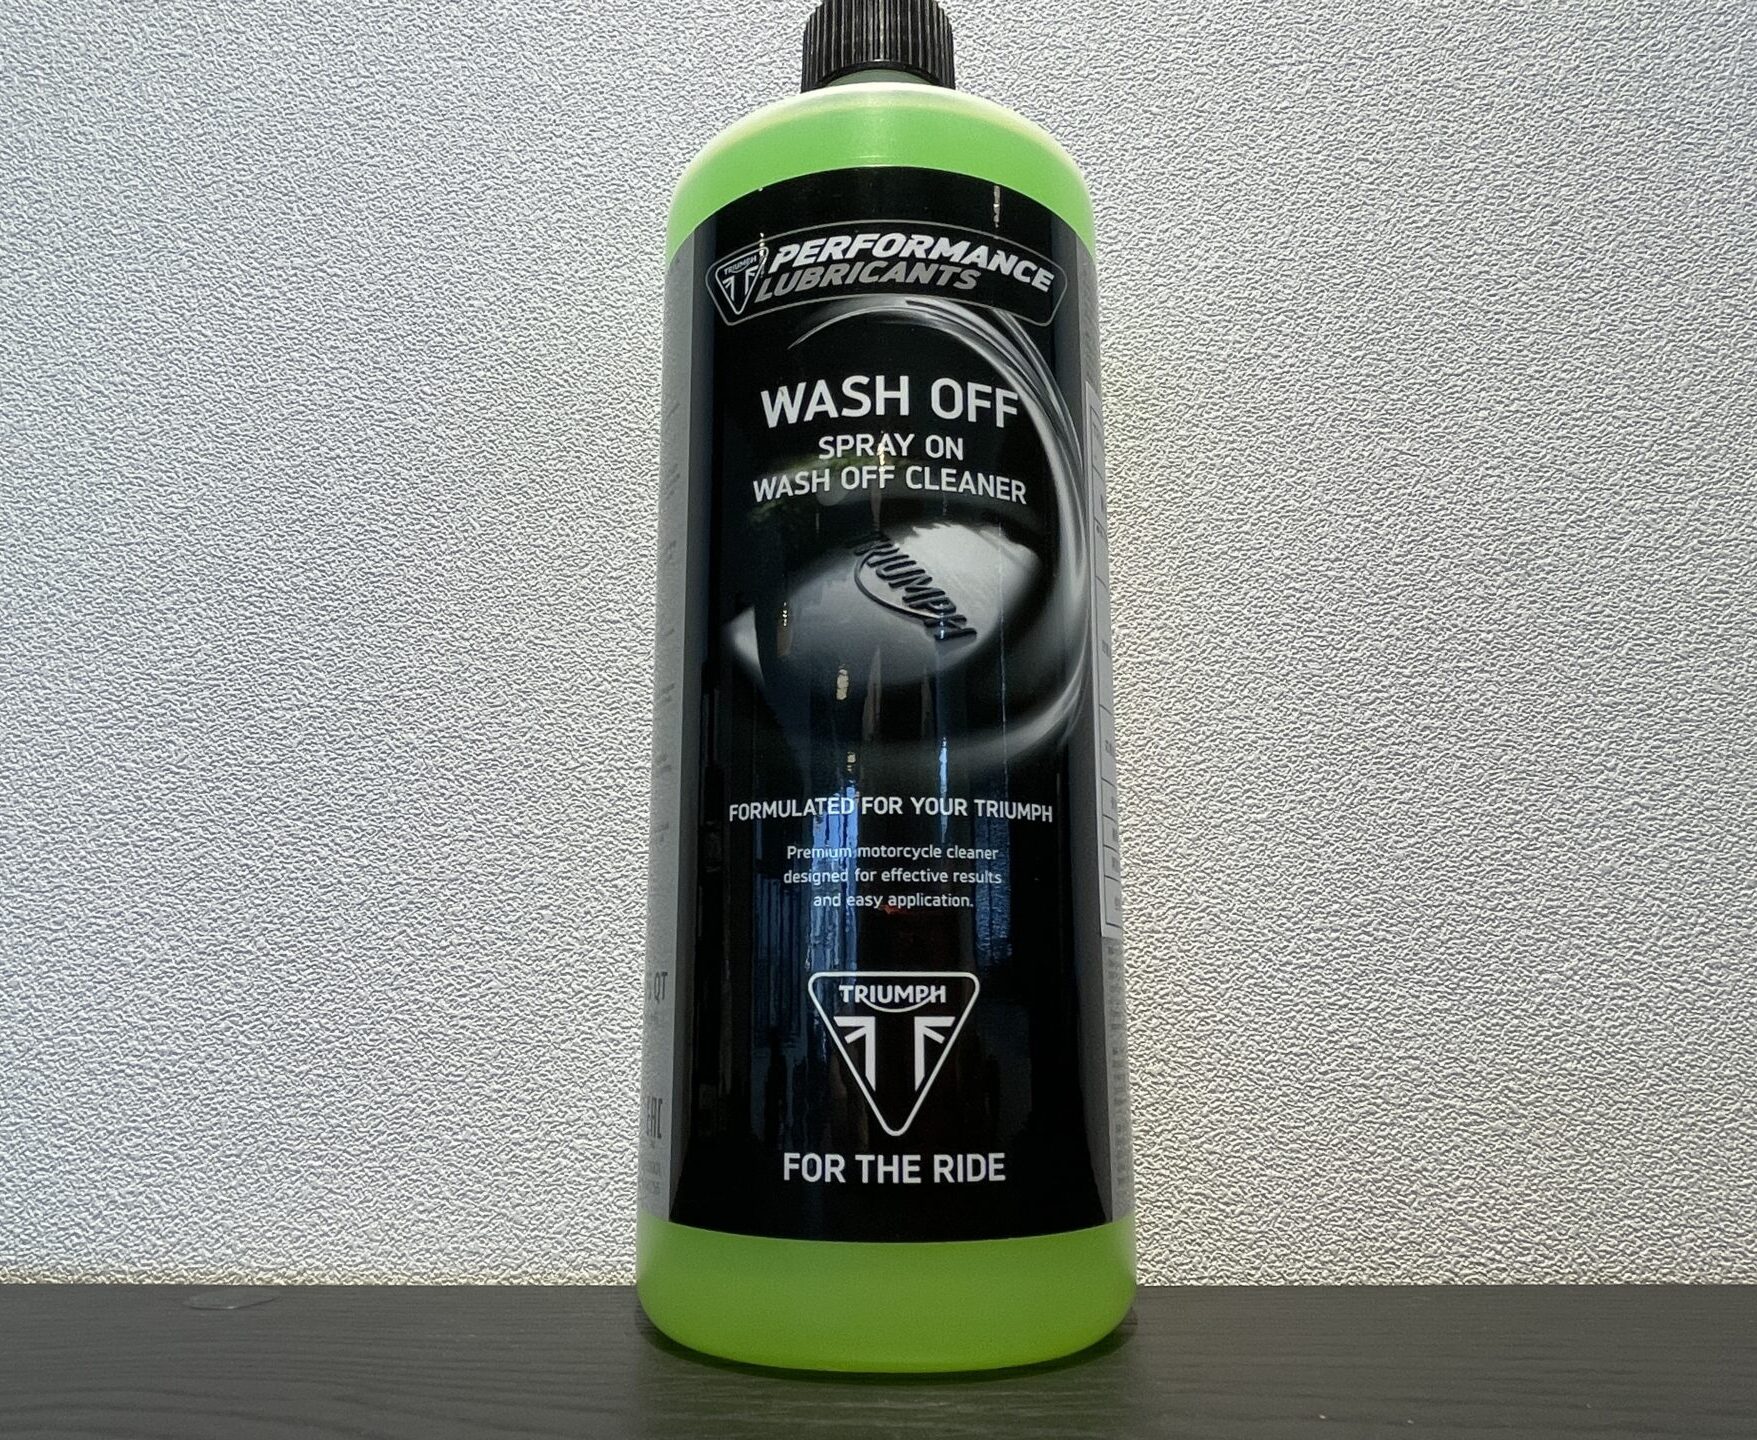 TRIUMPH
PERFORMANCE
LUBRICANTS
WASH OFF
SPRAY ON
WASH OFF CLEANER
TRIUMPH
FORMULATED FOR YOUR TRIUMPH
Premium motorcycle cleaner
designed for effective results
and easy application.
QT
TRIUMPH
FOR THE RIDE